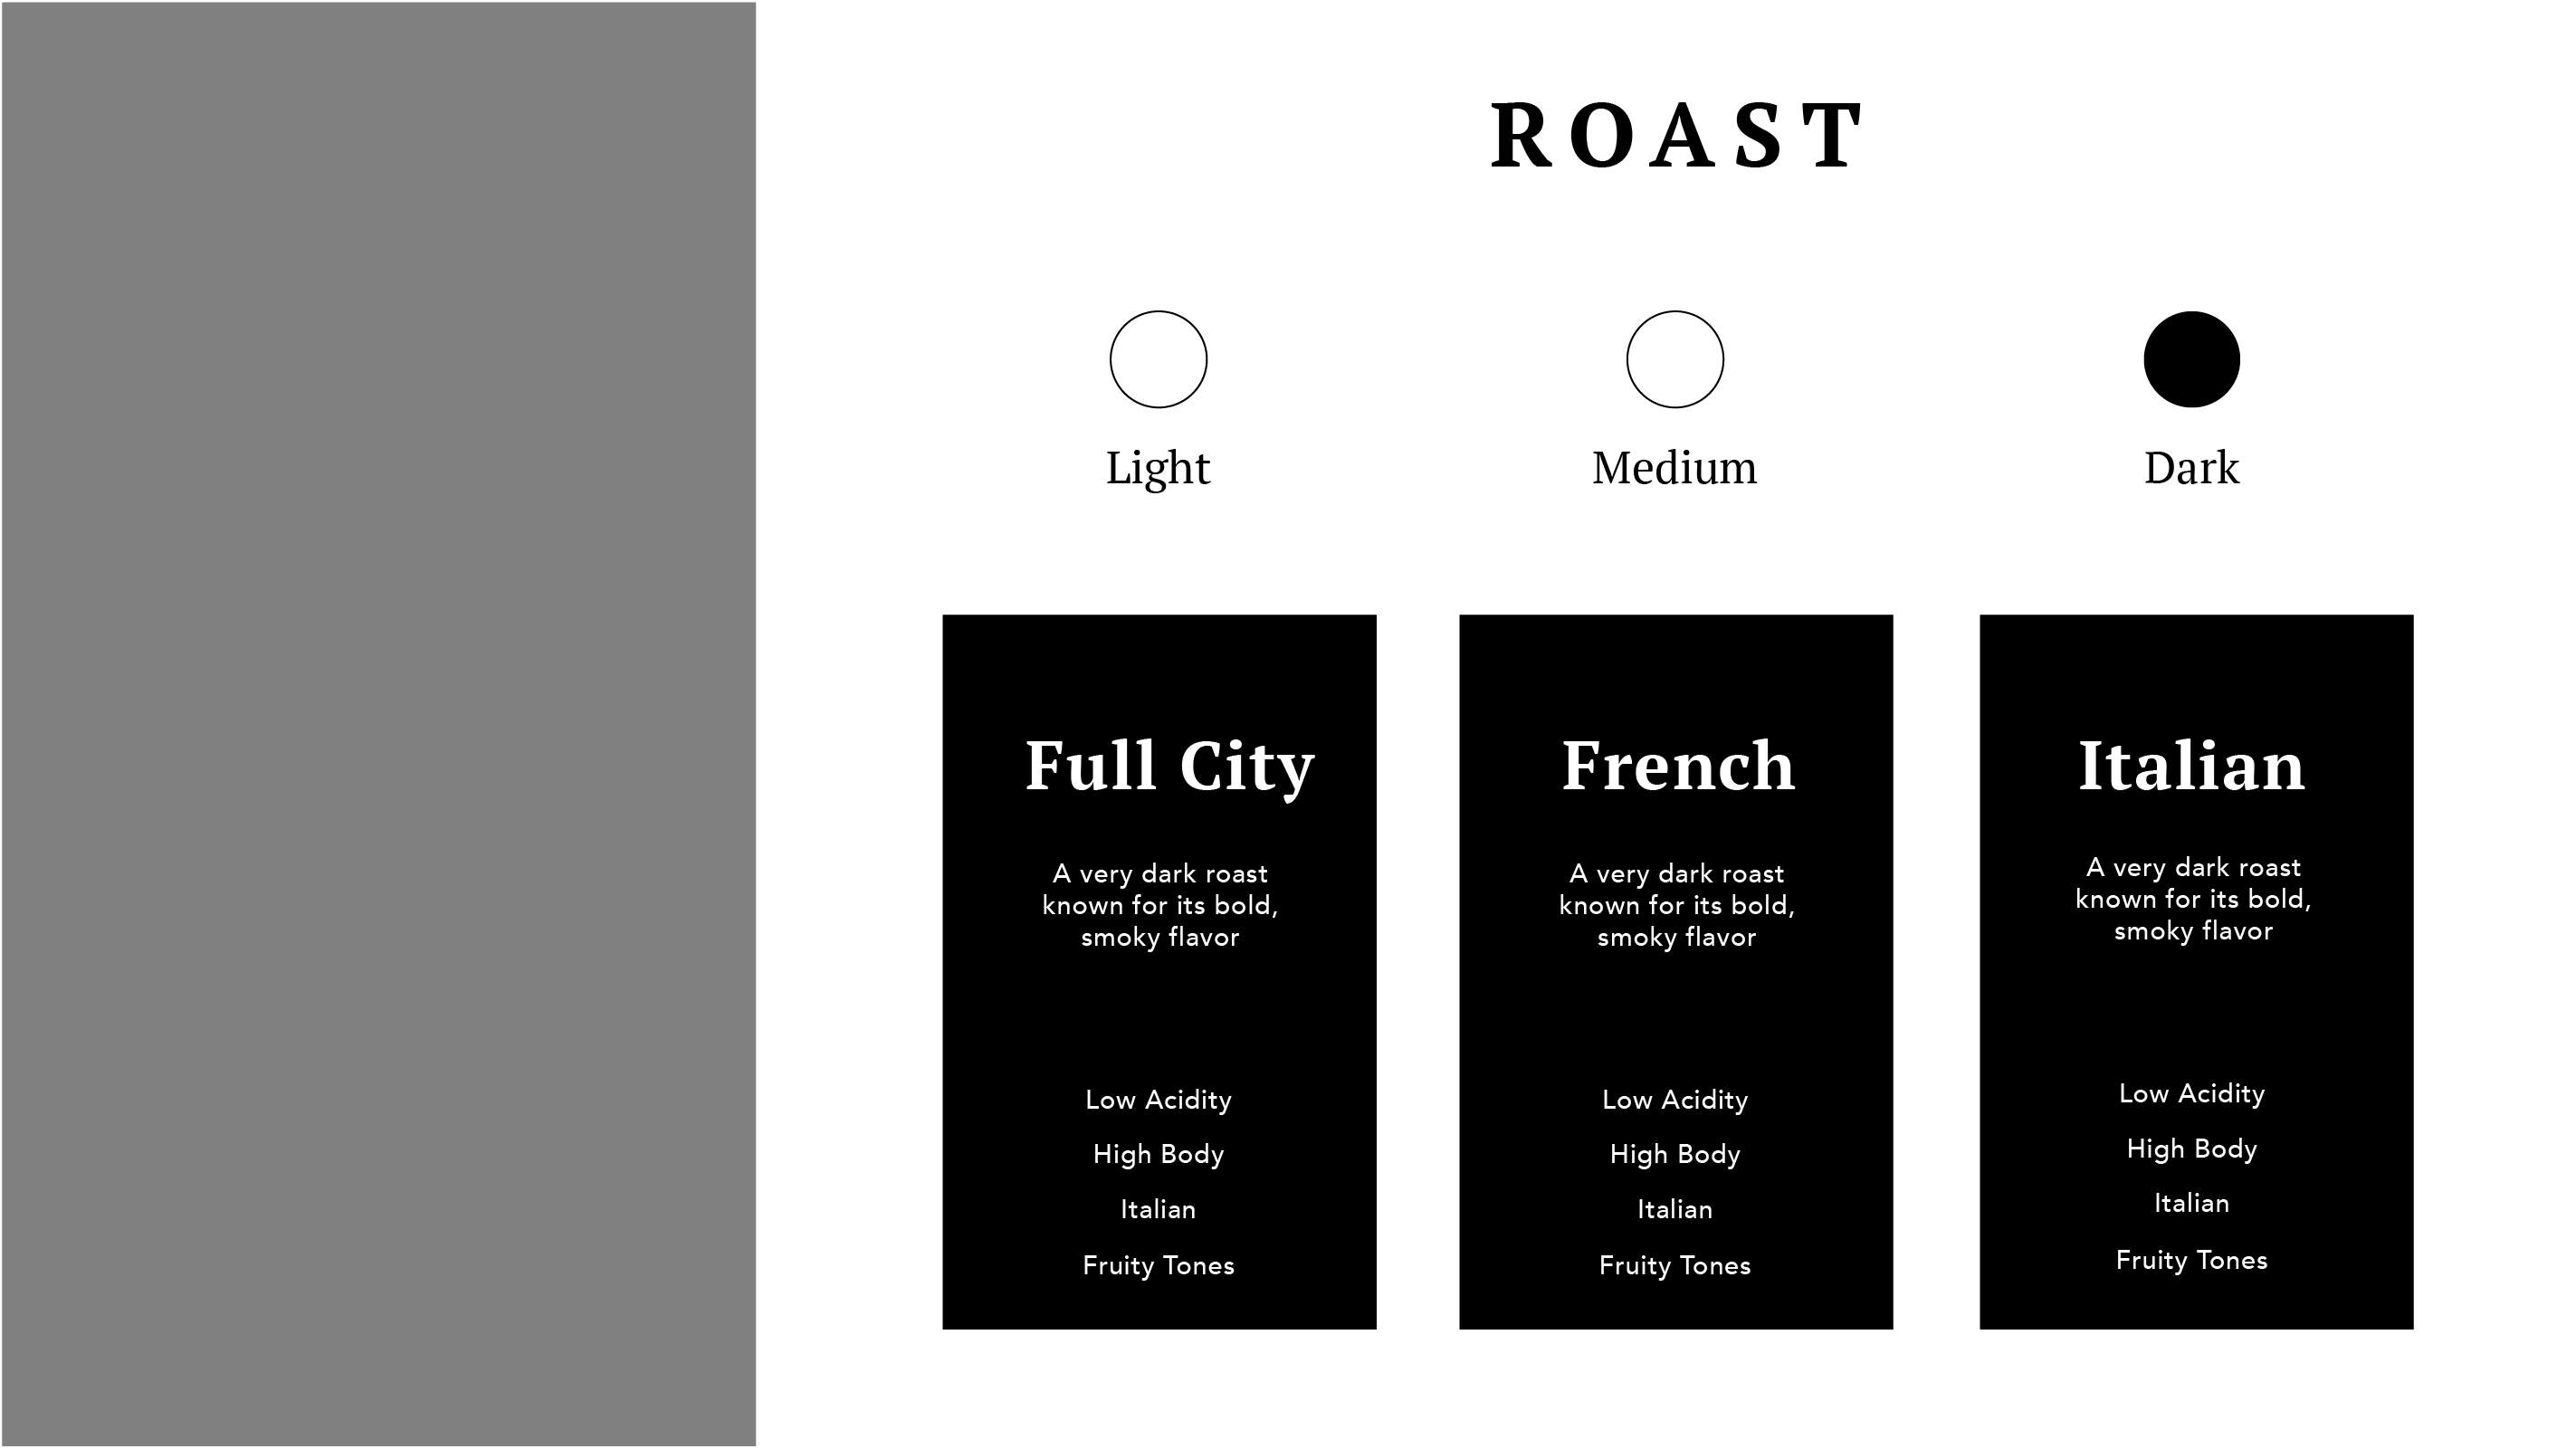 ROAST
Light
Medium
Dark
Full City
A very dark roast
known for its bold,
smoky flavor
Low Acidity
High Body
Italian
Fruity Tones
French
A very dark roast
known for its bold,
smoky flavor
Low Acidity
High Body
Italian
Fruity Tones
Italian
A very dark roast
known for its bold,
smoky flavor
Low Acidity
High Body
Italian
Fruity Tones